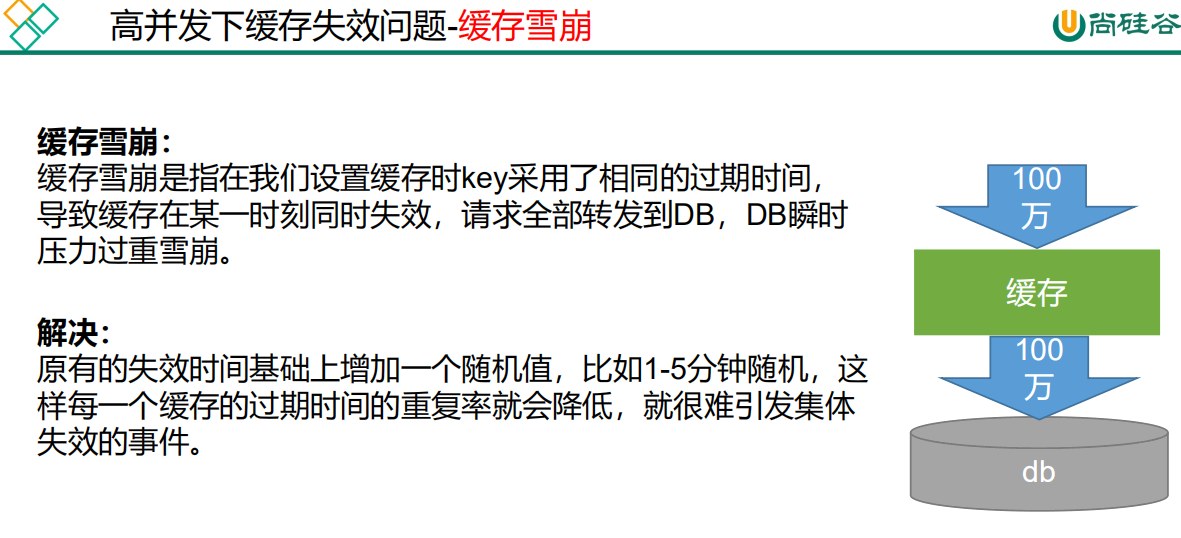 高并发下缓存失效问题-缓存雪崩
尚硅谷
缓存雪崩：
缓存雪崩是指在我们设置缓存时key采用了相同的过期时间，
导致缓存在某一时刻同时失效，请求全部转发到DB，DB瞬时
压力过重雪崩。
解决：
原有的失效时间基础上增加一个随机值，比如1-5分钟随机，这
样每一个缓存的过期时间的重复率就会降低，就很难引发集体
失效的事件。
100
万
缓存
100
万
db